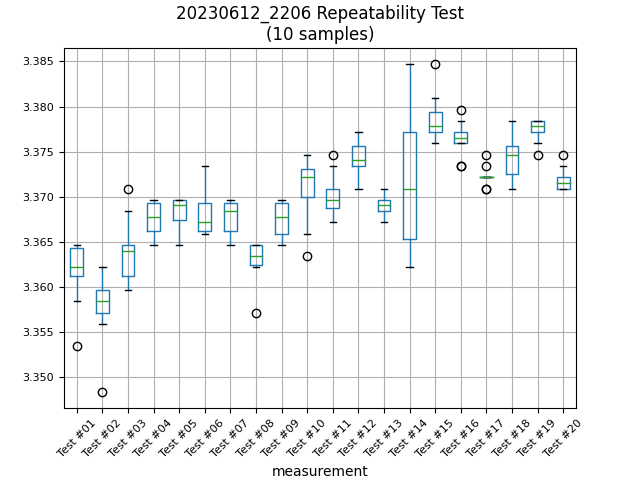 20230612_2206 Repeatability Test
(10 samples)
3.385
3.380
3.375
3.370
3.365
3.360
3.355
3.350
Test #01
Test #02
Test #03
Test #04
Test #05
Test #06
Test #07
Test #08
Test #09
Test #10
Test #11
Test #12
Test #13
Test #14
Test #15
Test #16
Test #17
Test #18
Test #19
Test #20
measurement